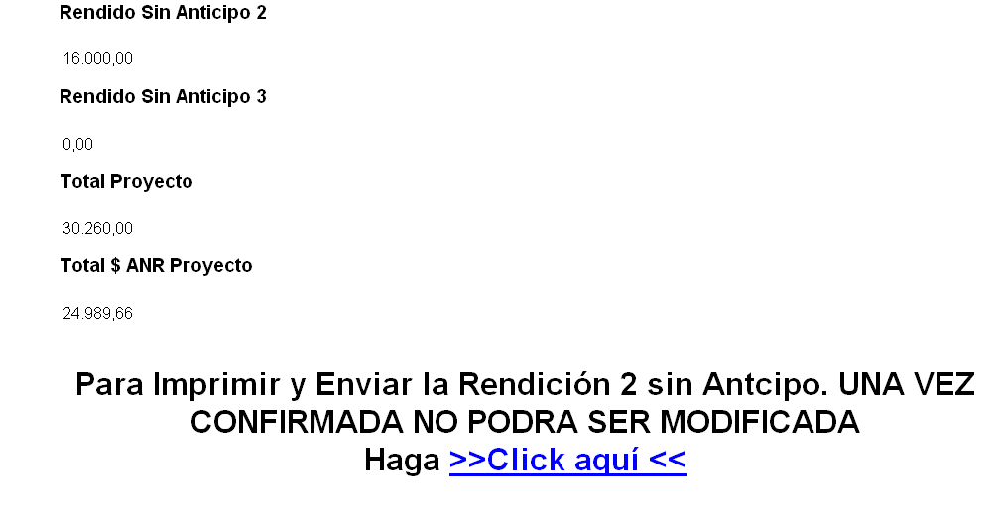 Rendido Sin Anticipo 2
16.000,00
Rendido Sin Anticipo 3
0,00
Total Proyecto
30.260,00
Total $ ANR Proyecto
24.989,66
Para Imprimir y Enviar la Rendición 2 sin Antcipo. UNA VEZ
CONFIRMADA NO PODRA SER MODIFICADA
Haga >>Click aquí <<